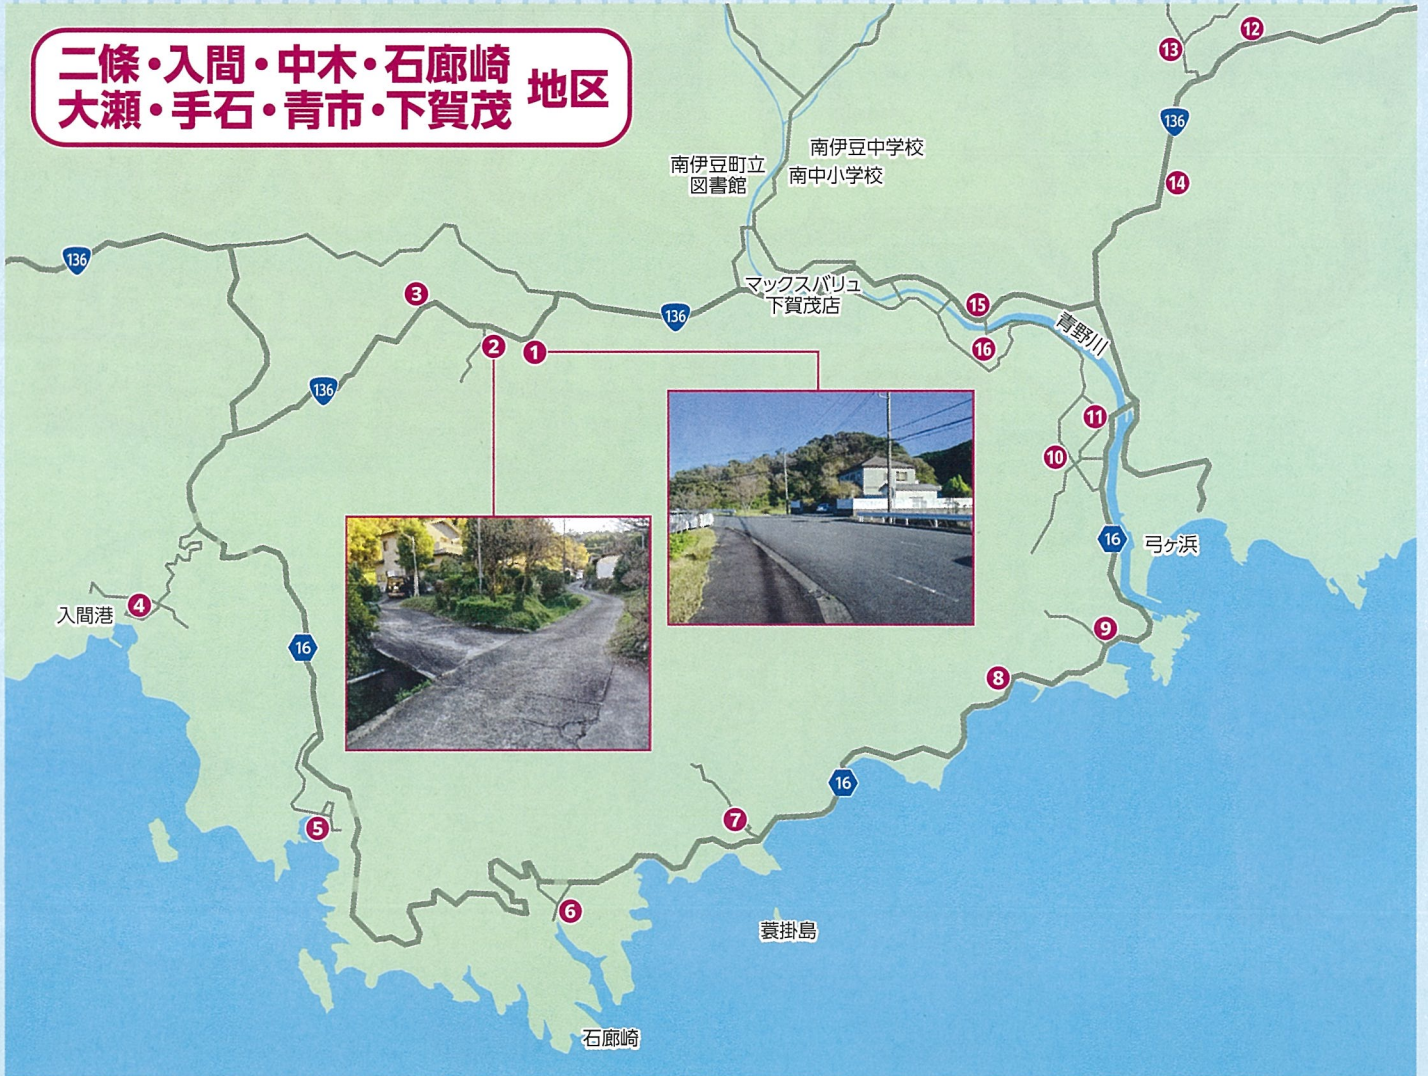 二條・入間・中木・石廊崎
大瀬・手石・青市・下賀茂
地区
12
13
136
14
南伊豆中学校
南伊豆町立
図書館
南中小学校
136
3
マックスバリュ
下賀茂店
15
136
青野川
2
1
16
136
11
10
16
弓ヶ浜
入間港
4
9
16
8
16
7
5
6
蓑掛島
石廊崎